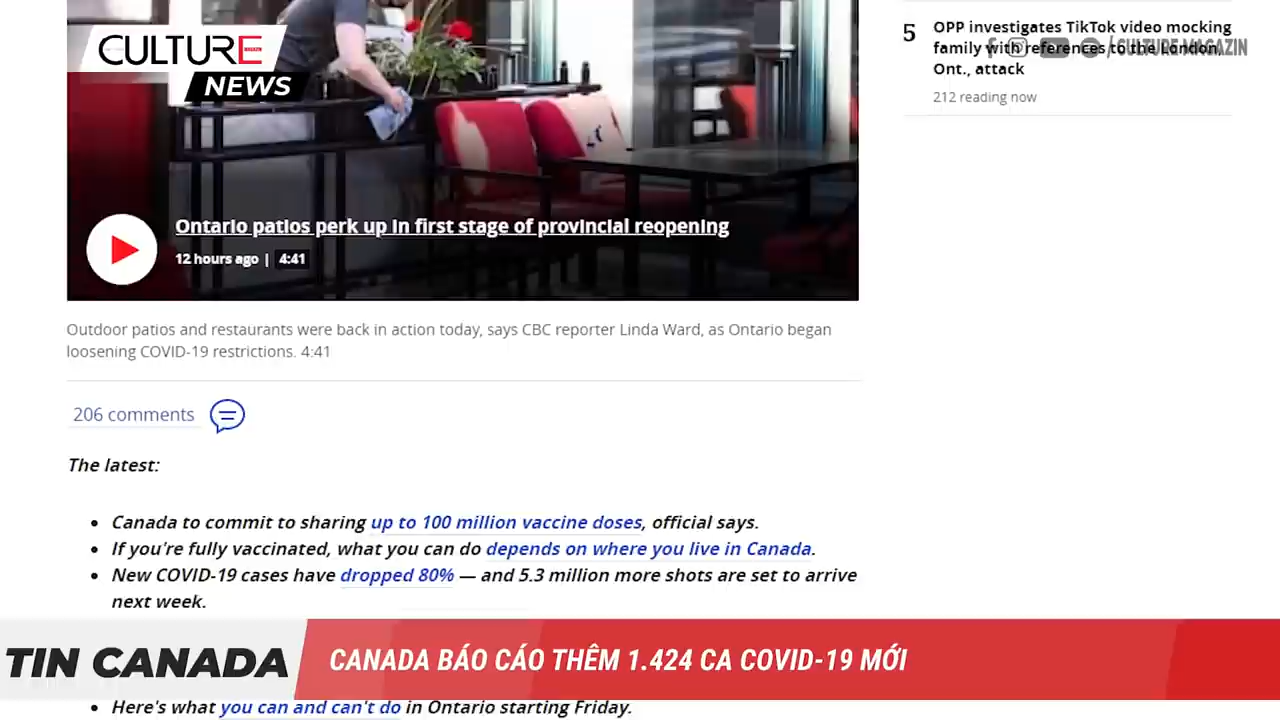 CULTURE
NEWS
5
OPP investigates TikTok video mocking
family with references to the London,
Ont., attack
212 reading now
/CULTURE MAGAZIN
Ontario patios perk up in first stage of provincial reopening
12 hours ago | 4:41
Outdoor patios and restaurants were back in action today, says CBC reporter Linda Ward, as Ontario began
loosening COVID-19 restrictions. 4:41
206 comments
The latest:
• Canada to commit to sharing up to 100 million vaccine doses, official says.
• If you're fully vaccinated, what you can do depends on where you live in Canada.
• New COVID-19 cases have dropped 80% — and 5.3 million more shots are set to arrive
next week.
TIN CANADA
CANADA BÁO CÁO THÊM 1.424 CA COVID-19 MỚI
• Here's what you can and can't do in Ontario starting Friday.